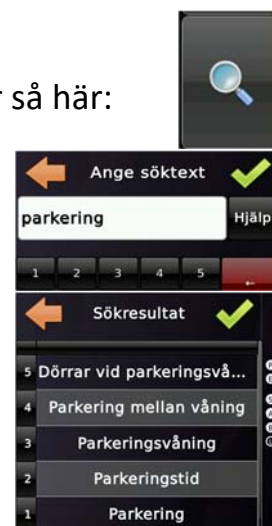 r så här:
Ange söktext
parkering
Hjälp
1 2 3 4 5 ←
Sökresultat
5 Dörrar vid parkeringsvå...
4 Parkering mellan våning
3 Parkeringsvåning
2 Parkeringstid
1 Parkering